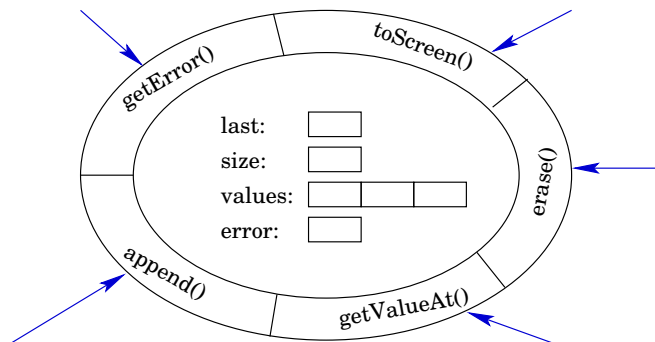 toScreen()
getError()
last:
size:
values:
error:
erase()
append()
getValueAt()